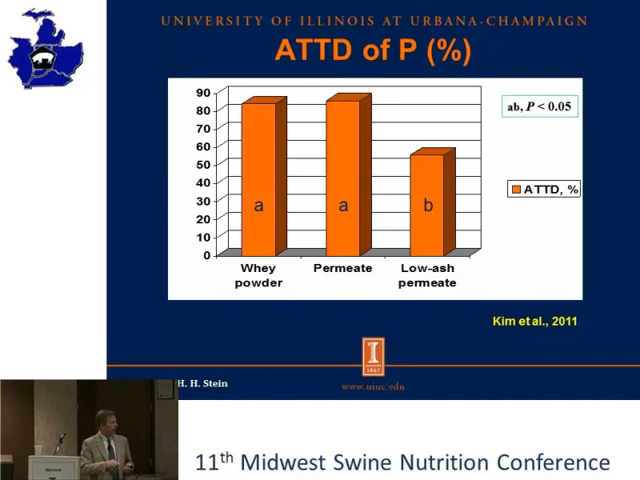 UNIVERSITY OF ILLINOIS AT URBANA-CHAMPAIGN
ATTD of P (%)
90
80
70
60
50
40
30
20
10
0
a
a
b
Whey powder
Permeate
Low-ash permeate
ab, P < 0.05
ATTD, %
Kim et al., 2011
I
1867
H. H. Stein
www.uiuc.edu
11th Midwest Swine Nutrition Conference